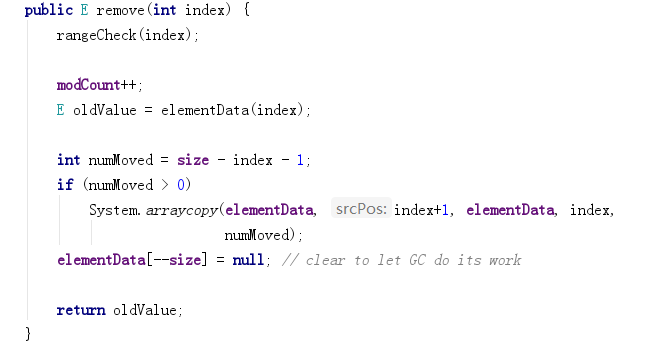 public E remove(int index) {
    rangeCheck(index);

    modCount++;
    E oldValue = elementData(index);

    int numMoved = size - index - 1;
    if (numMoved > 0)
        System.arraycopy(elementData, srcPos: index+1, elementData, index,
                         numMoved);
    elementData[--size] = null; // clear to let GC do its work

    return oldValue;
}